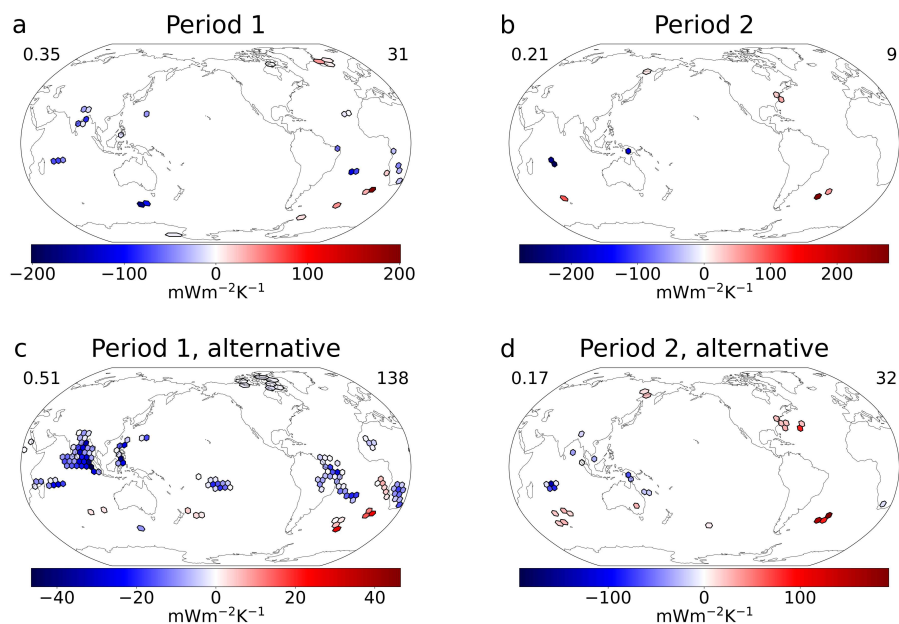 a Period 1
0.35 31
−200 −100 0 100 200
mWm⁻²K⁻¹
b Period 2
0.21 9
−200 −100 0 100 200
mWm⁻²K⁻¹
c Period 1, alternative
0.51 138
−40 −20 0 20 40
mWm⁻²K⁻¹
d Period 2, alternative
0.17 32
−100 0 100
mWm⁻²K⁻¹